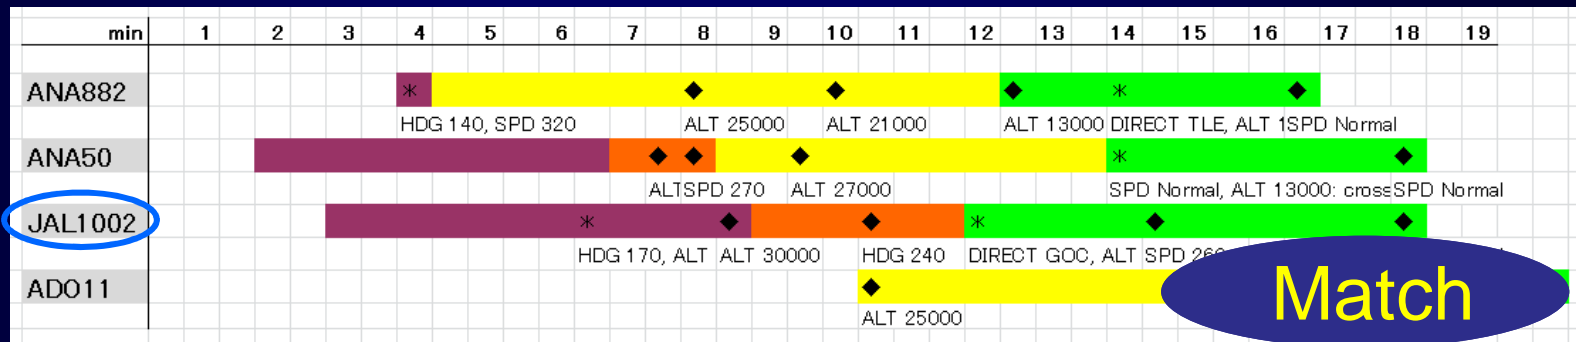 min 1 2 3 4 5 6 7 8 9 10 11 12 13 14 15 16 17 18 19
ANA882 * ◆ ◆ ◆ * ◆
HDG 140, SPD 320 ALT 25000 ALT 21000 ALT 13000 DIRECT TLE, ALT 1SPD Normal
ANA50 ◆ ◆ ◆ * ◆
ALTSPD 270 ALT 27000 SPD Normal, ALT 13000: crossSPD Normal
JAL1002 * ◆ ◆ * ◆ ◆
HDG 170, ALT ALT 30000 HDG 240 DIRECT GOC, ALT SPD
ADO11 ◆ Match
ALT 25000